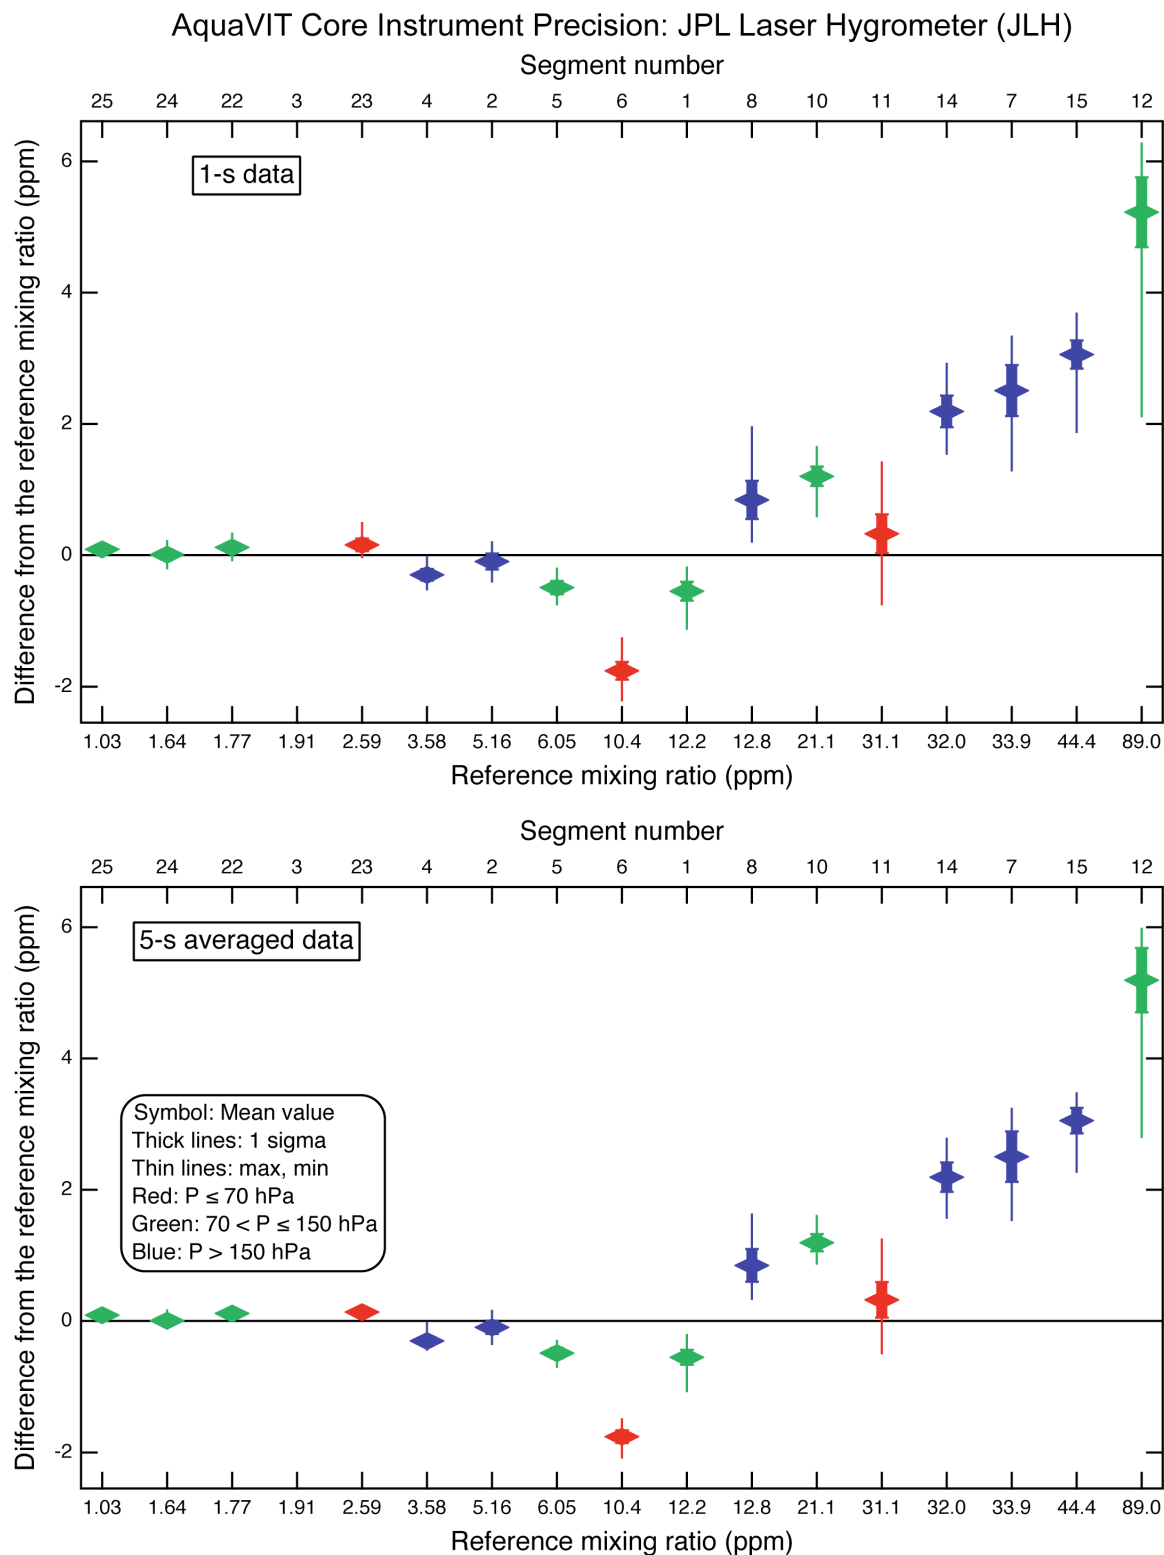 AquaVIT Core Instrument Precision: JPL Laser Hygrometer (JLH)
Segment number
25 24 22 3 23 4 2 5 6 1 8 10 11 14 7 15 12
1-s data
6
4
2
0
-2
Difference from the reference mixing ratio (ppm)
1.03 1.64 1.77 1.91 2.59 3.58 5.16 6.05 10.4 12.2 12.8 21.1 31.1 32.0 33.9 44.4 89.0
Reference mixing ratio (ppm)
Segment number
25 24 22 3 23 4 2 5 6 1 8 10 11 14 7 15 12
5-s averaged data
6
4
2
0
-2
Difference from the reference mixing ratio (ppm)
Symbol: Mean value
Thick lines: 1 sigma
Thin lines: max, min
Red: P ≤ 70 hPa
Green: 70 < P ≤ 150 hPa
Blue: P > 150 hPa
1.03 1.64 1.77 1.91 2.59 3.58 5.16 6.05 10.4 12.2 12.8 21.1 31.1 32.0 33.9 44.4 89.0
Reference mixing ratio (ppm)